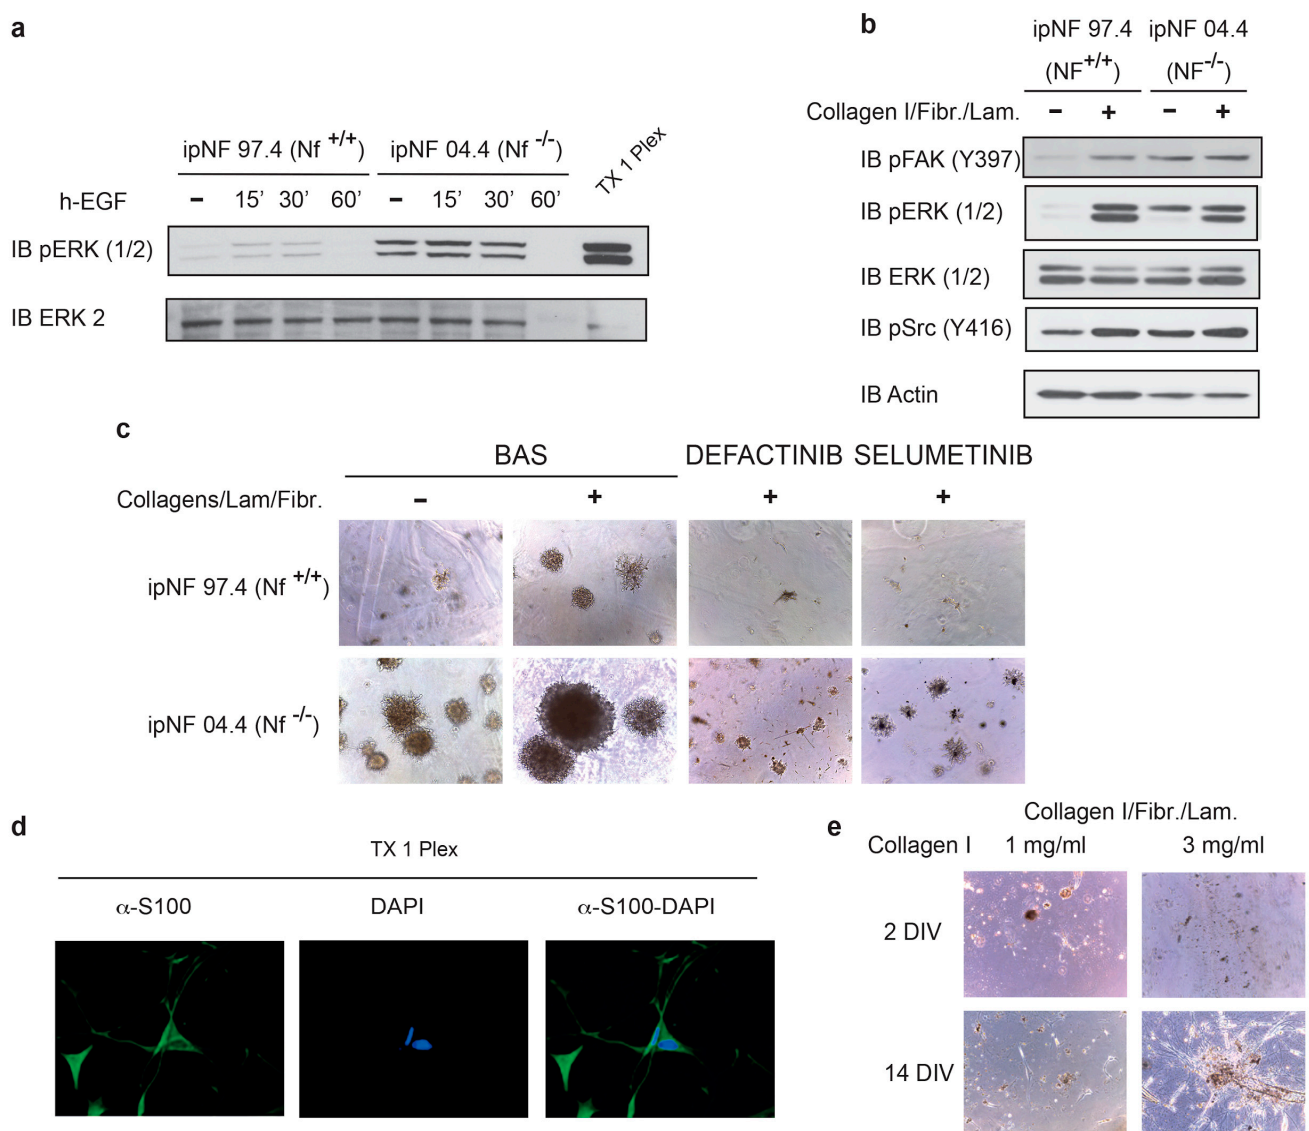 a
ipNF 97.4 (Nf +/+) ipNF 04.4 (Nf -/-) TX 1 Plex
h-EGF – 15’ 30’ 60’ – 15’ 30’ 60’
IB pERK (1/2)
IB ERK 2
b
ipNF 97.4 ipNF 04.4
(NF+/+) (NF-/-)
Collagen I/Fibr./Lam. – + – +
IB pFAK (Y397)
IB pERK (1/2)
IB ERK (1/2)
IB pSrc (Y416)
IB Actin
c
BAS DEFACTINIB SELUMETINIB
Collagens/Lam/Fibr. – + + +
ipNF 97.4 (Nf +/+)
ipNF 04.4 (Nf -/-)
d
TX 1 Plex
α-S100 DAPI α-S100-DAPI
e
Collagen I/Fibr./Lam.
Collagen I 1 mg/ml 3 mg/ml
2 DIV
14 DIV